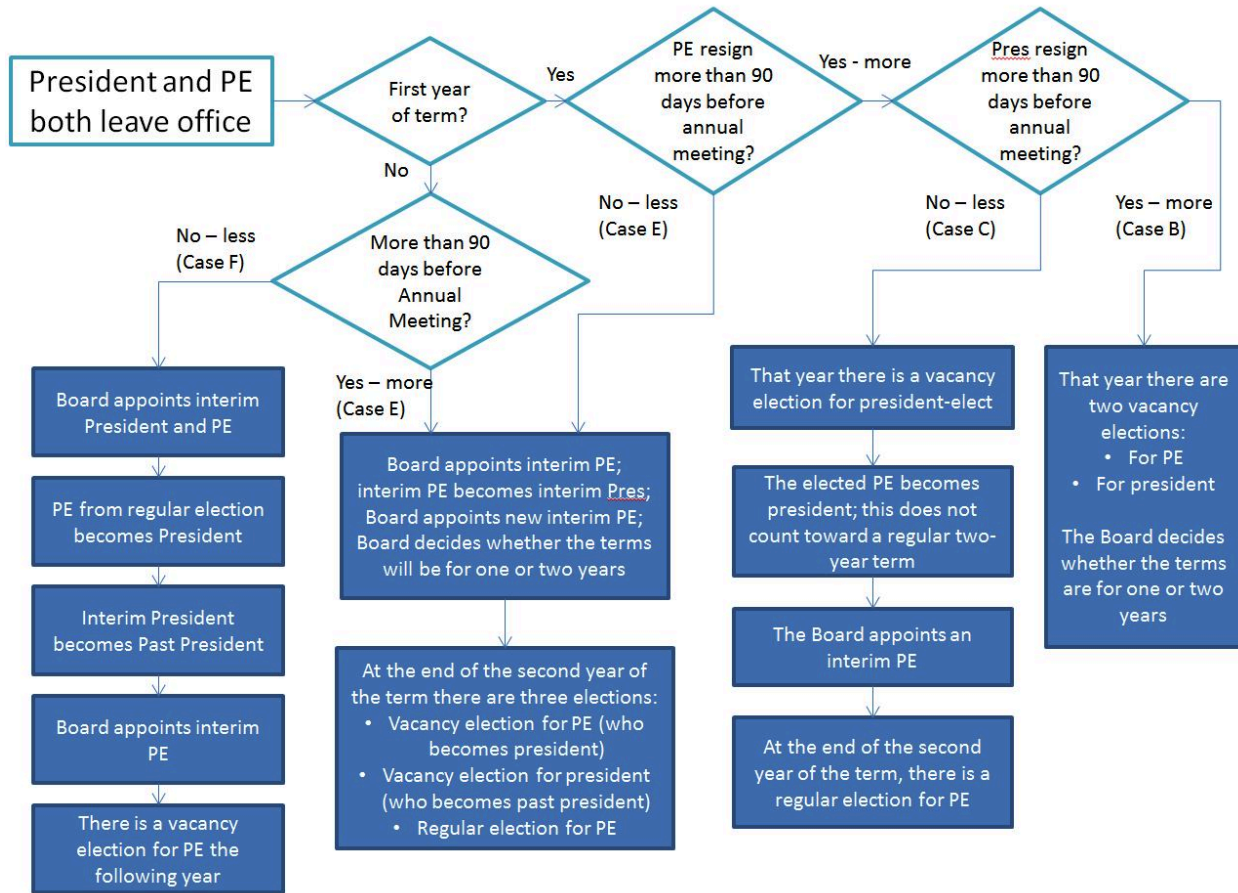 President and PE
both leave office
First year
of term?
Yes
PE resign
more than 90
days before
annual
meeting?
Yes - more
Pres resign
more than 90
days before
annual
meeting?
No
No – less
(Case E)
No – less
(Case C)
Yes – more
(Case B)
No – less
(Case F)
More than 90
days before
Annual
Meeting?
Yes – more
(Case E)
Board appoints interim
President and PE
PE from regular election
becomes President
Interim President
becomes Past President
Board appoints interim
PE
There is a vacancy
election for PE the
following year
Board appoints interim PE;
interim PE becomes interim Pres;
Board appoints new interim PE;
Board decides whether the terms
will be for one or two years
At the end of the second year of
the term there are three elections:
• Vacancy election for PE (who
becomes president)
• Vacancy election for president
(who becomes past president)
• Regular election for PE
That year there is a vacancy
election for president-elect
The elected PE becomes
president; this does not
count toward a regular two-
year term
The Board appoints an
interim PE
At the end of the second
year of the term, there is a
regular election for PE
That year there are
two vacancy
elections:
• For PE
• For president
The Board decides
whether the terms
are for one or two
years